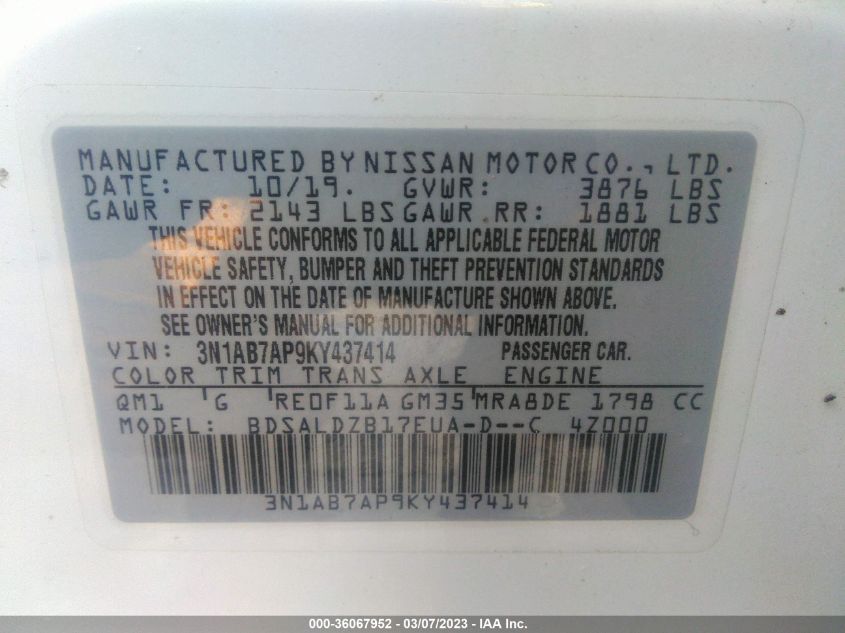 MANUFACTURED BY NISSAN MOTOR CO., LTD.
DATE: 10/19. GVWR: 3876 LBS
GAWR FR: 2143 LBS GAWR RR: 1881 LBS
THIS VEHICLE CONFORMS TO ALL APPLICABLE FEDERAL MOTOR
VEHICLE SAFETY, BUMPER AND THEFT PREVENTION STANDARDS
IN EFFECT ON THE DATE OF MANUFACTURE SHOWN ABOVE.
SEE OWNER'S MANUAL FOR ADDITIONAL INFORMATION.
VIN: 3N1AB7AP9KY437414 PASSENGER CAR.
COLOR TRIM TRANS AXLE ENGINE
QM1 G RE0F11A GM35 MRA8DE 1798 CC
MODEL: BDSALDZB17EUA-D--C 4Z000
3N1AB7AP9KY437414
000-36067952 - 03/07/2023 - IAA Inc.